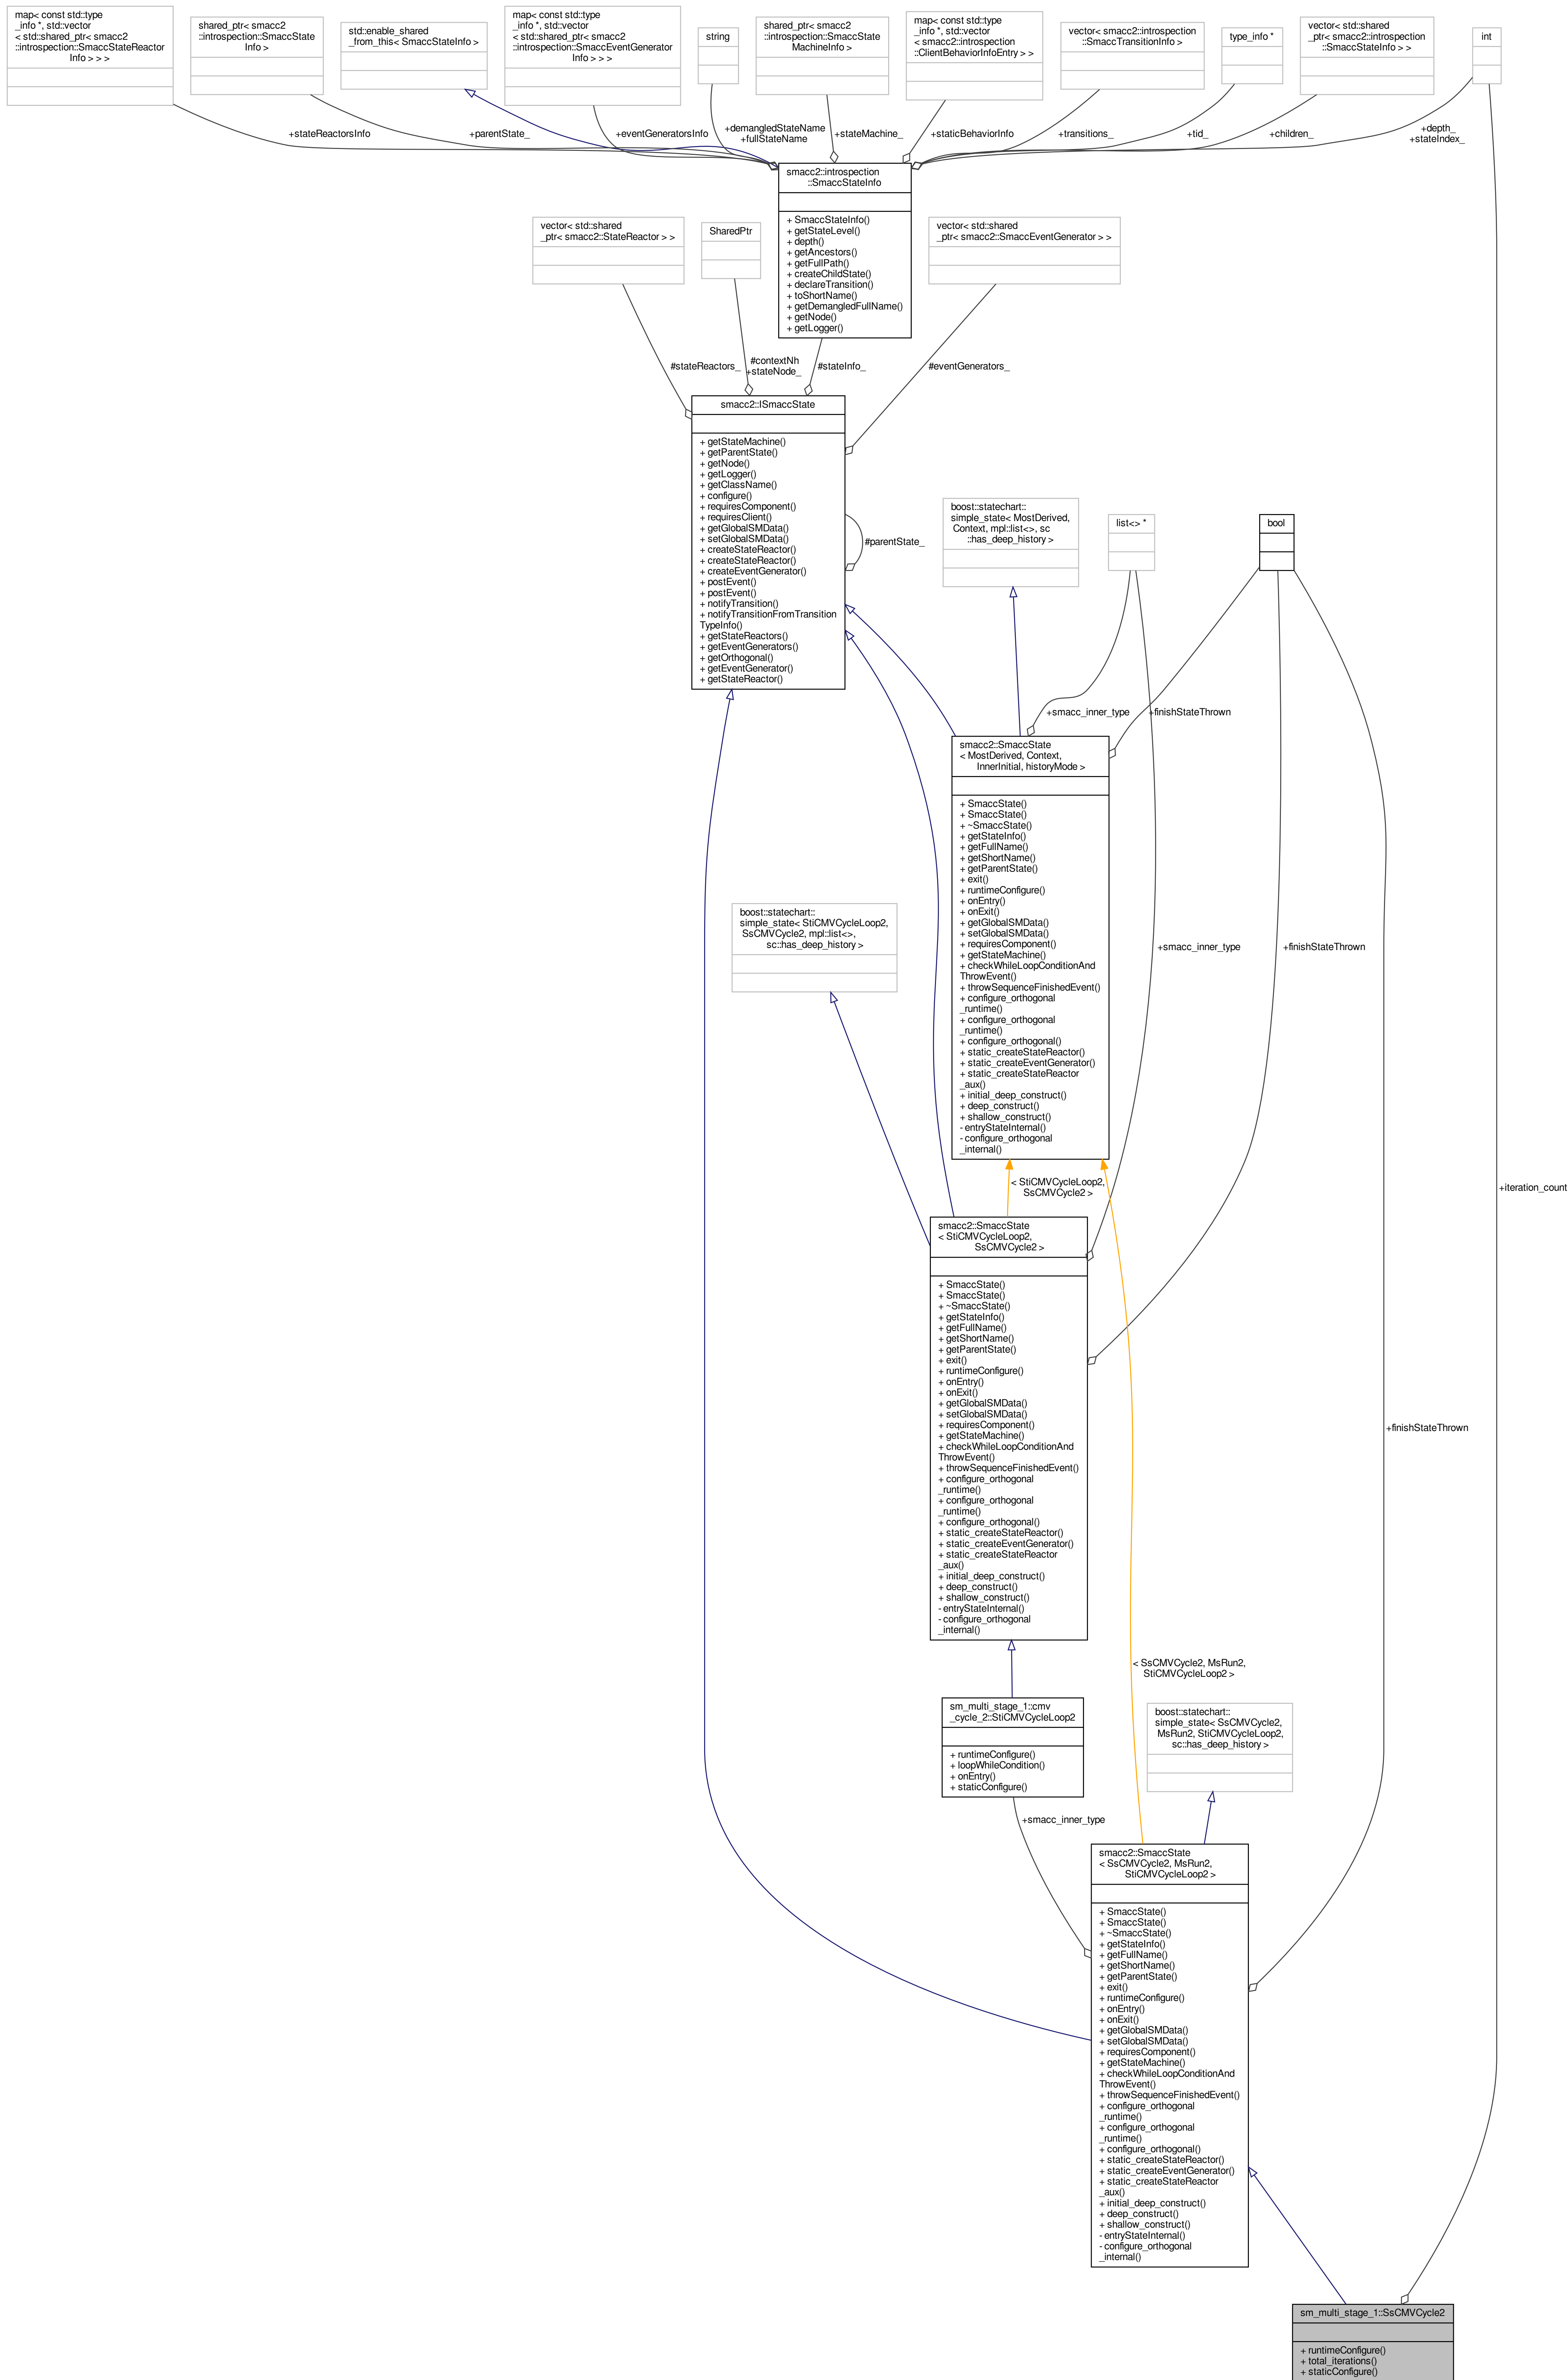 map< const std::type
_info *, std::vector
< std::shared_ptr< smacc2
::introspection::SmaccStateReactor
Info > > >
shared_ptr< smacc2
::introspection::SmaccState
Info >
std::enable_shared
_from_this< SmaccStateInfo >
map< const std::type
_info *, std::vector
< std::shared_ptr< smacc2
::introspection::SmaccEventGenerator
Info > > >
string
shared_ptr< smacc2
::introspection::SmaccState
MachineInfo >
map< const std::type
_info *, std::vector
< smacc2::introspection
::ClientBehaviorInfoEntry > >
vector< smacc2::introspection
::SmaccTransitionInfo >
type_info *
vector< std::shared
_ptr< smacc2::introspection
::SmaccStateInfo > >
int
+stateReactorsInfo
+parentState_
+eventGeneratorsInfo
+demangledStateName
+fullStateName
+stateMachine_
+staticBehaviorInfo
+transitions_
+tid_
+children_
+depth_
+stateIndex_
smacc2::introspection
::SmaccStateInfo
+ SmaccStateInfo()
+ getStateLevel()
+ depth()
+ getAncestors()
+ getFullPath()
+ createChildState()
+ declareTransition()
+ toShortName()
+ getDemangledFullName()
+ getNode()
+ getLogger()
vector< std::shared
_ptr< smacc2::StateReactor > >
SharedPtr
vector< std::shared
_ptr< smacc2::SmaccEventGenerator > >
#stateReactors_
#contextNh
+stateNode_
#stateInfo_
#eventGenerators_
smacc2::ISmaccState
+ getStateMachine()
+ getParentState()
+ getNode()
+ getLogger()
+ getClassName()
+ configure()
+ requiresComponent()
+ requiresClient()
+ getGlobalSMData()
+ setGlobalSMData()
+ createStateReactor()
+ createStateReactor()
+ createEventGenerator()
+ postEvent()
+ postEvent()
+ notifyTransition()
+ notifyTransitionFromTransition
TypeInfo()
+ getStateReactors()
+ getEventGenerators()
+ getOrthogonal()
+ getEventGenerator()
+ getStateReactor()
#parentState_
boost::statechart::
simple_state< MostDerived,
Context, mpl::list<>, sc
::has_deep_history >
list<> *
bool
+smacc_inner_type
+finishStateThrown
smacc2::SmaccState
< MostDerived, Context,
InnerInitial, historyMode >
+ SmaccState()
+ SmaccState()
+ ~SmaccState()
+ getStateInfo()
+ getFullName()
+ getShortName()
+ getParentState()
+ exit()
+ runtimeConfigure()
+ onEntry()
+ onExit()
+ getGlobalSMData()
+ setGlobalSMData()
+ requiresComponent()
+ getStateMachine()
+ checkWhileLoopConditionAnd
ThrowEvent()
+ throwSequenceFinishedEvent()
+ configure_orthogonal
_runtime()
+ configure_orthogonal
_runtime()
+ configure_orthogonal()
+ static_createStateReactor()
+ static_createEventGenerator()
+ static_createStateReactor
_aux()
+ initial_deep_construct()
+ deep_construct()
+ shallow_construct()
- entryStateInternal()
- configure_orthogonal
_internal()
boost::statechart::
simple_state< StiCMVCycleLoop2,
SsCMVCycle2, mpl::list<>,
sc::has_deep_history >
+smacc_inner_type
+finishStateThrown
< StiCMVCycleLoop2,
SsCMVCycle2 >
+iteration_count
smacc2::SmaccState
< StiCMVCycleLoop2,
SsCMVCycle2 >
+ SmaccState()
+ SmaccState()
+ ~SmaccState()
+ getStateInfo()
+ getFullName()
+ getShortName()
+ getParentState()
+ exit()
+ runtimeConfigure()
+ onEntry()
+ onExit()
+ getGlobalSMData()
+ setGlobalSMData()
+ requiresComponent()
+ getStateMachine()
+ checkWhileLoopConditionAnd
ThrowEvent()
+ throwSequenceFinishedEvent()
+ configure_orthogonal
_runtime()
+ configure_orthogonal
_runtime()
+ configure_orthogonal()
+ static_createStateReactor()
+ static_createEventGenerator()
+ static_createStateReactor
_aux()
+ initial_deep_construct()
+ deep_construct()
+ shallow_construct()
- entryStateInternal()
- configure_orthogonal
_internal()
+finishStateThrown
< SsCMVCycle2, MsRun2,
StiCMVCycleLoop2 >
sm_multi_stage_1::cmv
_cycle_2::StiCMVCycleLoop2
+ runtimeConfigure()
+ loopWhileCondition()
+ onEntry()
+ staticConfigure()
boost::statechart::
simple_state< SsCMVCycle2,
MsRun2, StiCMVCycleLoop2,
sc::has_deep_history >
+smacc_inner_type
smacc2::SmaccState
< SsCMVCycle2, MsRun2,
StiCMVCycleLoop2 >
+ SmaccState()
+ SmaccState()
+ ~SmaccState()
+ getStateInfo()
+ getFullName()
+ getShortName()
+ getParentState()
+ exit()
+ runtimeConfigure()
+ onEntry()
+ onExit()
+ getGlobalSMData()
+ setGlobalSMData()
+ requiresComponent()
+ getStateMachine()
+ checkWhileLoopConditionAnd
ThrowEvent()
+ throwSequenceFinishedEvent()
+ configure_orthogonal
_runtime()
+ configure_orthogonal
_runtime()
+ configure_orthogonal()
+ static_createStateReactor()
+ static_createEventGenerator()
+ static_createStateReactor
_aux()
+ initial_deep_construct()
+ deep_construct()
+ shallow_construct()
- entryStateInternal()
- configure_orthogonal
_internal()
sm_multi_stage_1::SsCMVCycle2
+ runtimeConfigure()
+ total_iterations()
+ staticConfigure()